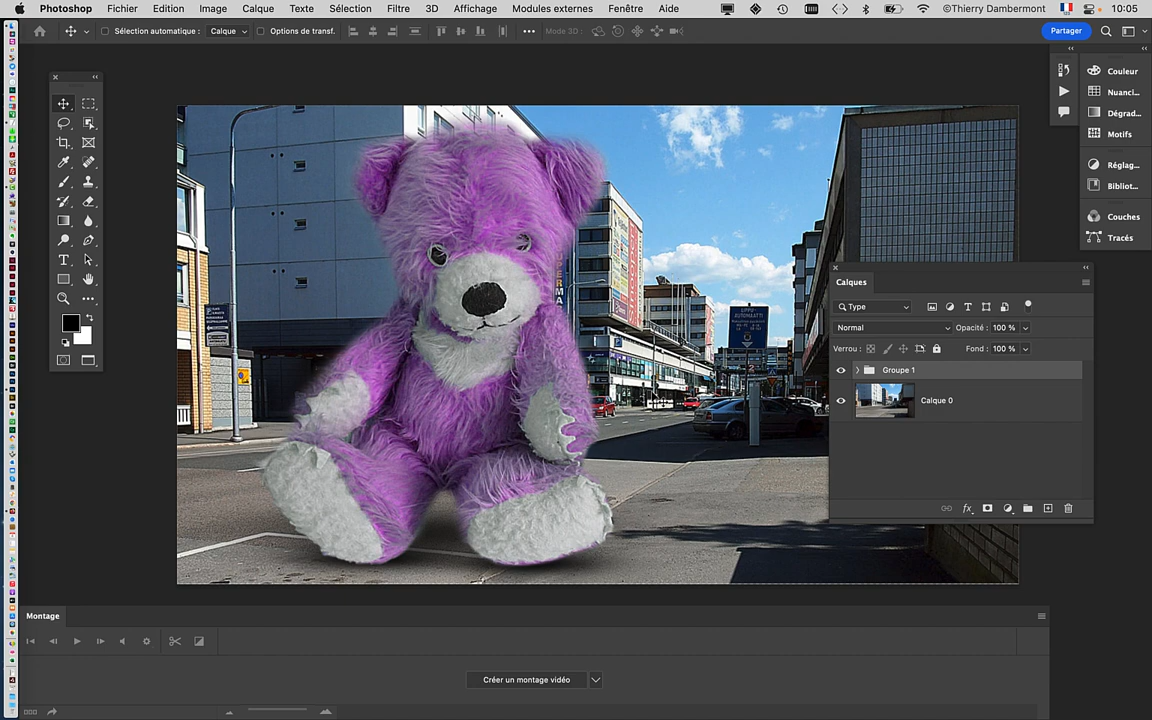 Photoshop Fichier Edition Image Calque Texte Sélection Filtre 3D Affichage Modules externes Fenêtre Aide ©Thierry Dambermont 10:05
Sélection automatique : Calque Options de transf. Mode 3D : Partager
Couleur
Nuanci...
Dégrad...
Motifs
Réglag...
Bibliot...
Couches
Tracés
Calques
Type
Normal Opacité : 100 %
Verrou : Fond : 100 %
Groupe 1
Calque 0
fx
Montage
Créer un montage vidéo